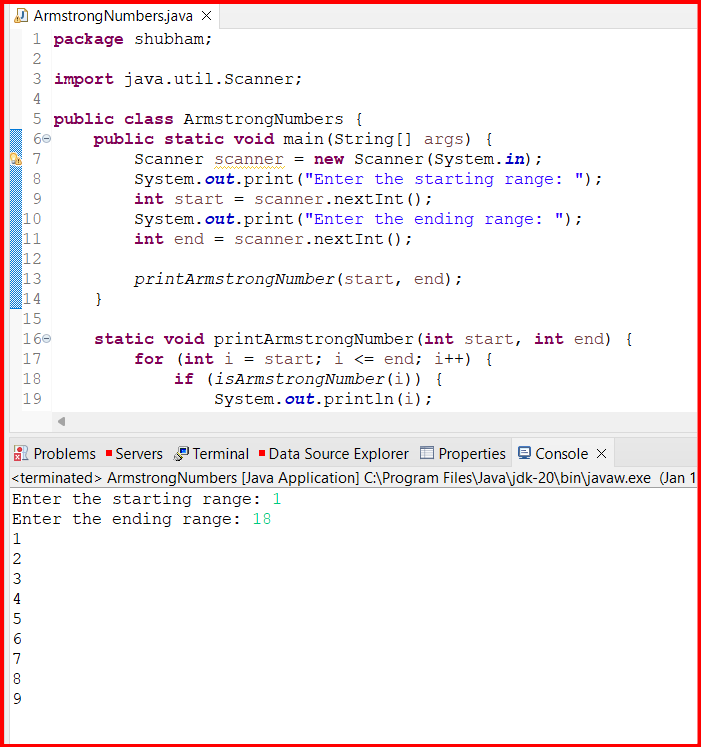 ArmstrongNumbers.java
1 package shubham;
2
3 import java.util.Scanner;
4
5 public class ArmstrongNumbers {
6     public static void main(String[] args) {
7         Scanner scanner = new Scanner(System.in);
8         System.out.print("Enter the starting range: ");
9         int start = scanner.nextInt();
10         System.out.print("Enter the ending range: ");
11         int end = scanner.nextInt();
12
13         printArmstrongNumber(start, end);
14     }
15
16     static void printArmstrongNumber(int start, int end) {
17         for (int i = start; i <= end; i++) {
18             if (isArmstrongNumber(i)) {
19                 System.out.println(i);
Problems Servers Terminal Data Source Explorer Properties Console
<terminated> ArmstrongNumbers [Java Application] C:\Program Files\Java\jdk-20\bin\javaw.exe (Jan 1
Enter the starting range: 1
Enter the ending range: 18
1
2
3
4
5
6
7
8
9